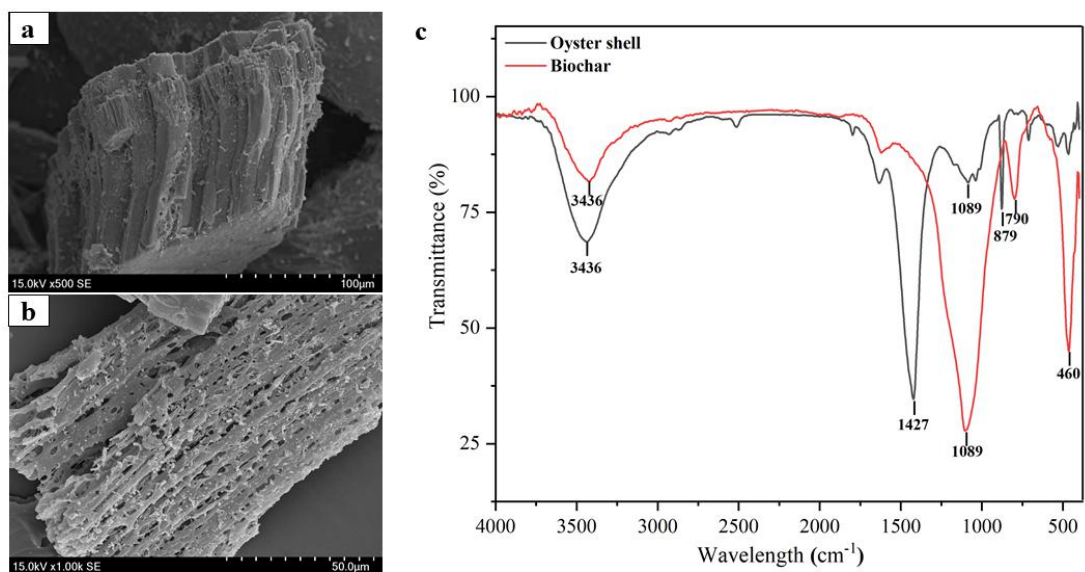 a
15.0kV x500 SE 100μm
b
15.0kV x1.00k SE 50.0μm
c
Oyster shell
Biochar
100
75
50
25
Transmittance (%)
3436
3436
1427
1089
1089
879
790
460
4000 3500 3000 2500 2000 1500 1000 500
Wavelength (cm⁻¹)